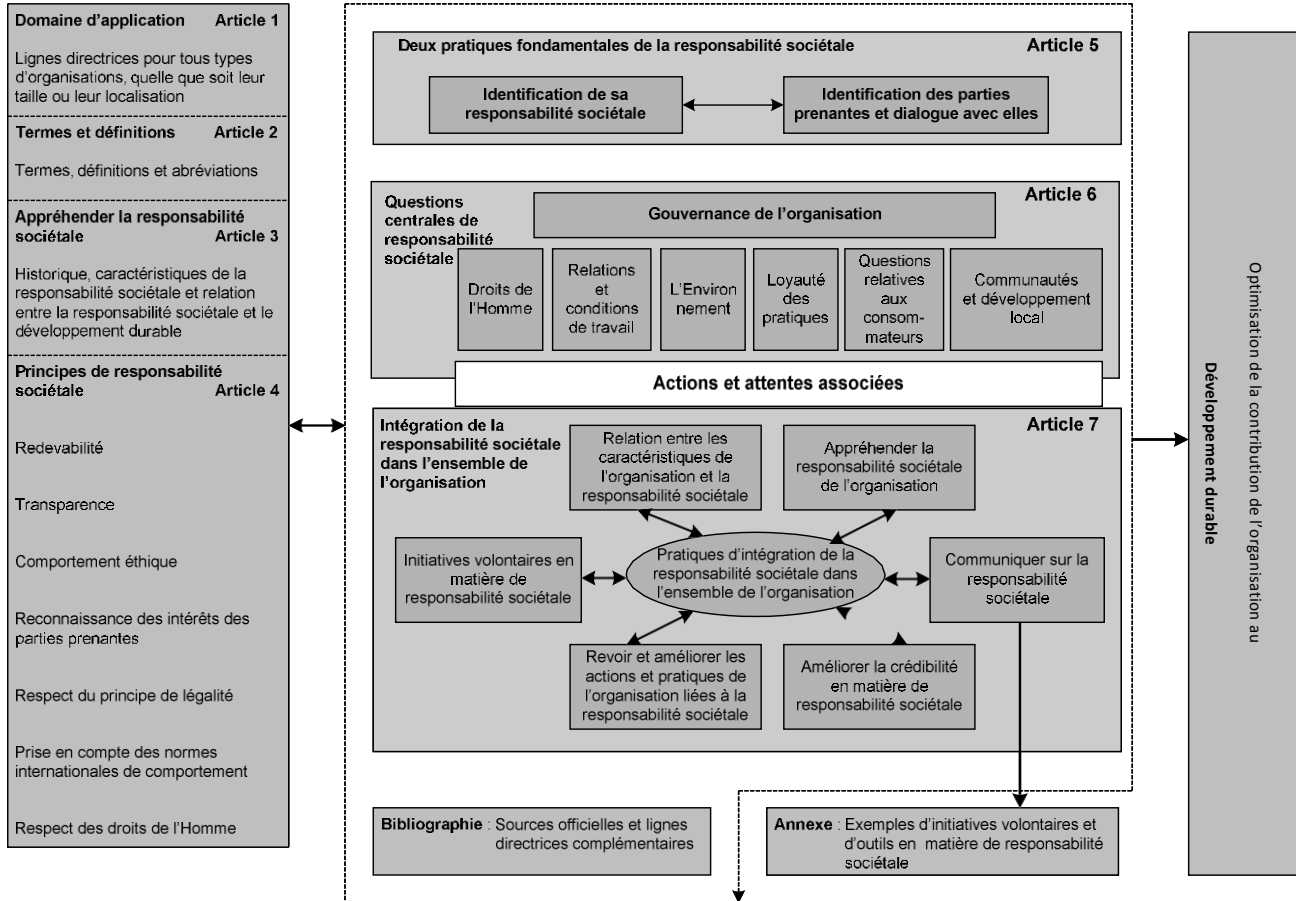 Domaine d'application Article 1
Lignes directrices pour tous types
d'organisations, quelle que soit leur
taille ou leur localisation
Termes et définitions Article 2
Termes, définitions et abréviations
Appréhender la responsabilité
sociétale Article 3
Historique, caractéristiques de la
responsabilité sociétale et relation
entre la responsabilité sociétale et le
développement durable
Principes de responsabilité
sociétale Article 4
Redevabilité
Transparence
Comportement éthique
Reconnaissance des intérêts des
parties prenantes
Respect du principe de légalité
Prise en compte des normes
internationales de comportement
Respect des droits de l'Homme
Deux pratiques fondamentales de la responsabilité sociétale Article 5
Identification de sa
responsabilité sociétale
Identification des parties
prenantes et dialogue avec elles
Questions
centrales de
responsabilité
sociétale
Article 6
Gouvernance de l'organisation
Droits de
l'Homme
Relations
et
conditions
de travail
L'Environ
nement
Loyauté
des
pratiques
Questions
relatives
aux
consom-
mateurs
Communautés
et développement
local
Actions et attentes associées
Intégration de la
responsabilité sociétale
dans l'ensemble de
l'organisation
Article 7
Relation entre les
caractéristiques de
l'organisation et la
responsabilité sociétale
Appréhender la
responsabilité sociétale
de l'organisation
Initiatives volontaires en
matière de
responsabilité sociétale
Pratiques d'intégration de la
responsabilité sociétale dans
l'ensemble de l'organisation
Communiquer sur la
responsabilité
sociétale
Revoir et améliorer les
actions et pratiques de
l'organisation liées à la
responsabilité sociétale
Améliorer la crédibilité
en matière de
responsabilité sociétale
Bibliographie : Sources officielles et lignes
directrices complémentaires
Annexe : Exemples d'initiatives volontaires et
d'outils en matière de responsabilité
sociétale
Optimisation de la contribution de l'organisation au
Développement durable